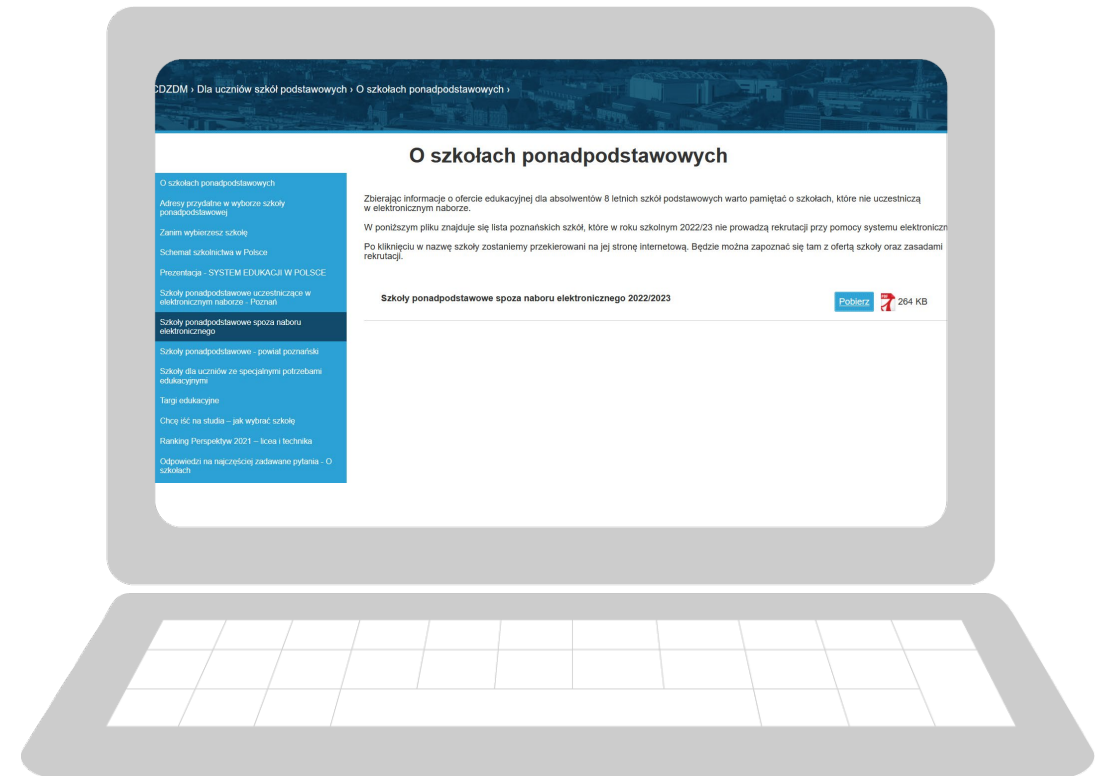 CDZDM › Dla uczniów szkół podstawowych › O szkołach ponadpodstawowych ›
O szkołach ponadpodstawowych
O szkołach ponadpodstawowych
Adresy przydatne w wyborze szkoły
ponadpodstawowej
Zanim wybierzesz szkołę
Schemat szkolnictwa w Polsce
Prezentacja - SYSTEM EDUKACJI W POLSCE
Szkoły ponadpodstawowe uczestniczące w
elektronicznym naborze - Poznań
Szkoły ponadpodstawowe spoza naboru
elektronicznego
Szkoły ponadpodstawowe - powiat poznański
Szkoły dla uczniów ze specjalnymi potrzebami
edukacyjnymi
Targi edukacyjne
Chcę iść na studia – jak wybrać szkołę
Ranking Perspektyw 2021 – licea i technika
Odpowiedzi na najczęściej zadawane pytania - O
szkołach
Zbierając informacje o ofercie edukacyjnej dla absolwentów 8 letnich szkół podstawowych warto pamiętać o szkołach, które nie uczestniczą
w elektronicznym naborze.
W poniższym pliku znajduje się lista poznańskich szkół, które w roku szkolnym 2022/23 nie prowadzą rekrutacji przy pomocy systemu elektroniczn
Po kliknięciu w nazwę szkoły zostaniemy przekierowani na jej stronę internetową. Będzie można zapoznać się tam z ofertą szkoły oraz zasadami
rekrutacji.
Szkoły ponadpodstawowe spoza naboru elektronicznego 2022/2023
Pobierz 264 KB